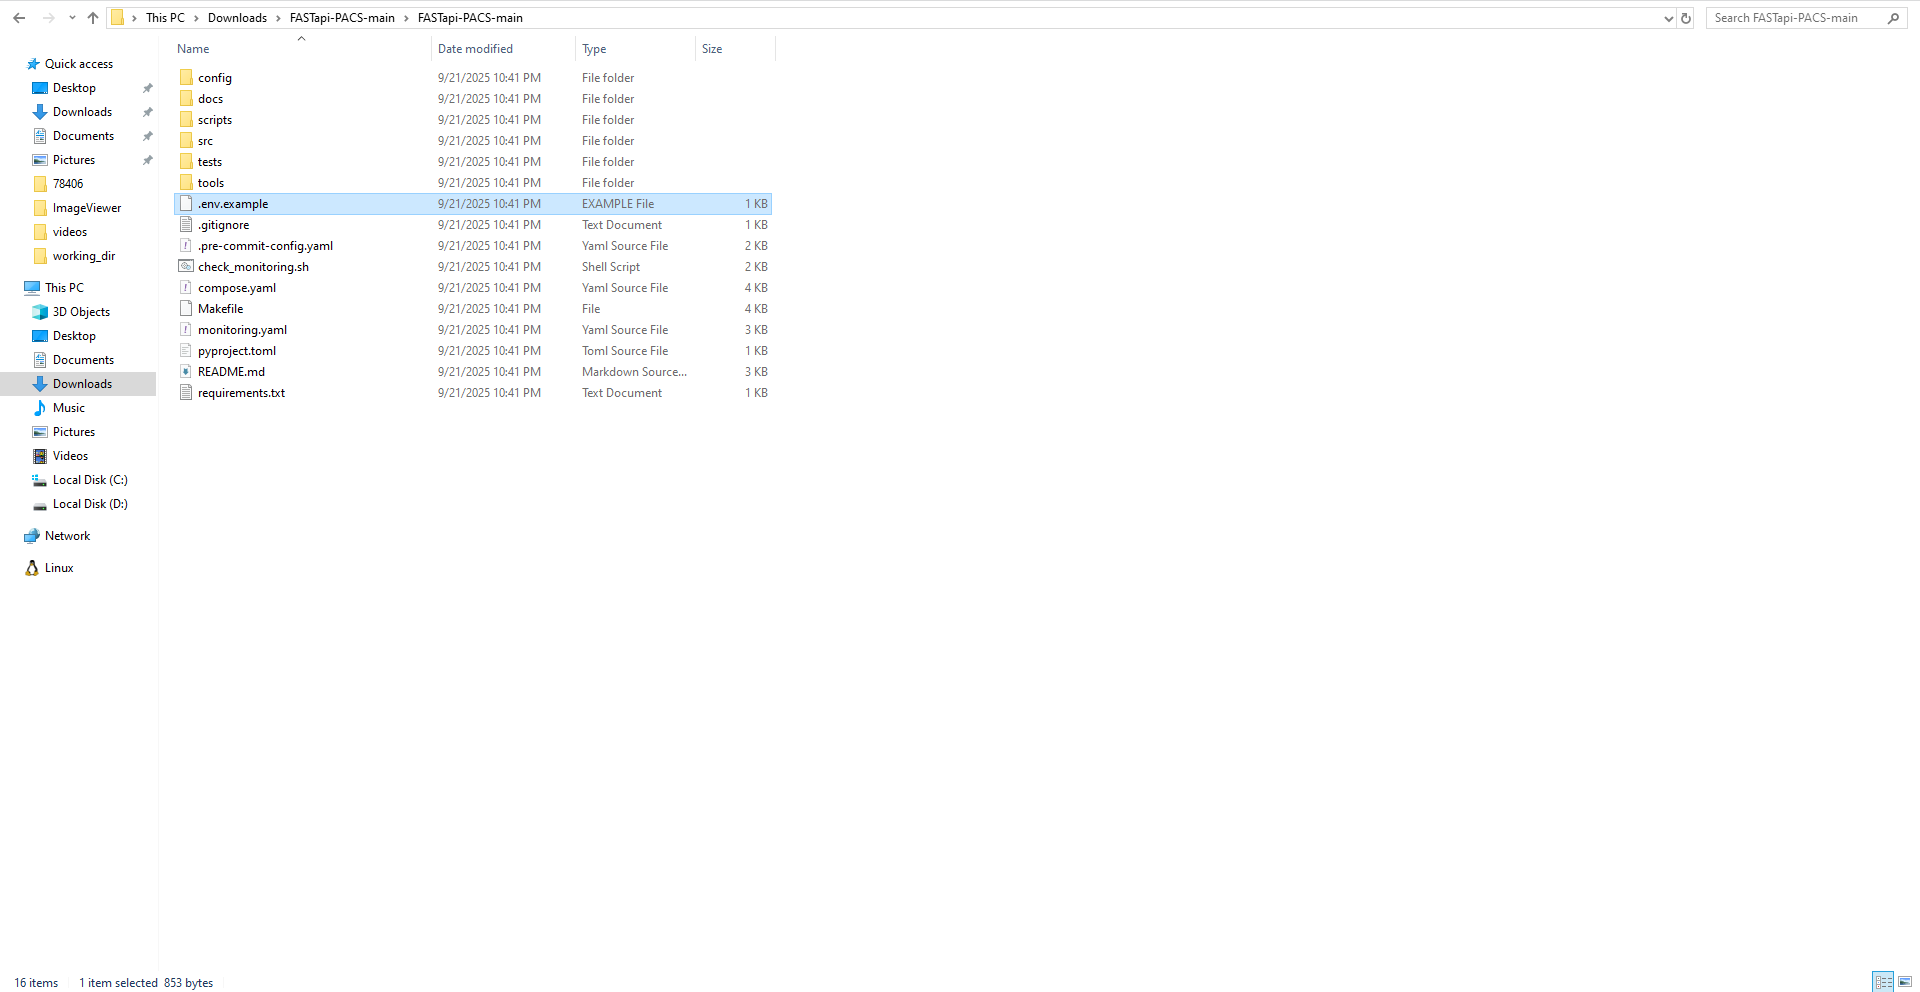 This PC Downloads FASTapi-PACS-main FASTapi-PACS-main
Search FASTapi-PACS-main
Quick access
Desktop
Downloads
Documents
Pictures
78406
ImageViewer
videos
working_dir
This PC
3D Objects
Desktop
Documents
Downloads
Music
Pictures
Videos
Local Disk (C:)
Local Disk (D:)
Network
Linux
Name Date modified Type Size
config 9/21/2025 10:41 PM File folder
docs 9/21/2025 10:41 PM File folder
scripts 9/21/2025 10:41 PM File folder
src 9/21/2025 10:41 PM File folder
tests 9/21/2025 10:41 PM File folder
tools 9/21/2025 10:41 PM File folder
.env.example 9/21/2025 10:41 PM EXAMPLE File 1 KB
.gitignore 9/21/2025 10:41 PM Text Document 1 KB
.pre-commit-config.yaml 9/21/2025 10:41 PM Yaml Source File 2 KB
check_monitoring.sh 9/21/2025 10:41 PM Shell Script 2 KB
compose.yaml 9/21/2025 10:41 PM Yaml Source File 4 KB
Makefile 9/21/2025 10:41 PM File 4 KB
monitoring.yaml 9/21/2025 10:41 PM Yaml Source File 3 KB
pyproject.toml 9/21/2025 10:41 PM Toml Source File 1 KB
README.md 9/21/2025 10:41 PM Markdown Source... 3 KB
requirements.txt 9/21/2025 10:41 PM Text Document 1 KB
16 items 1 item selected 853 bytes